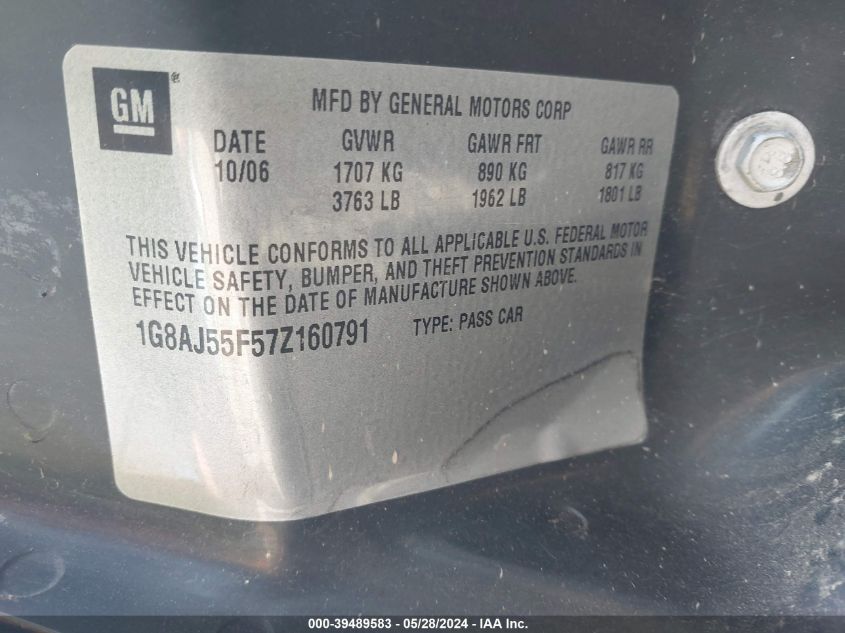 GM®
MFD BY GENERAL MOTORS CORP
DATE GVWR GAWR FRT GAWR RR
10/06 1707 KG 890 KG 817 KG
3763 LB 1962 LB 1801 LB
THIS VEHICLE CONFORMS TO ALL APPLICABLE U.S. FEDERAL MOTOR
VEHICLE SAFETY, BUMPER, AND THEFT PREVENTION STANDARDS IN
EFFECT ON THE DATE OF MANUFACTURE SHOWN ABOVE.
1G8AJ55F57Z160791 TYPE: PASS CAR
000-39489583 - 05/28/2024 - IAA Inc.